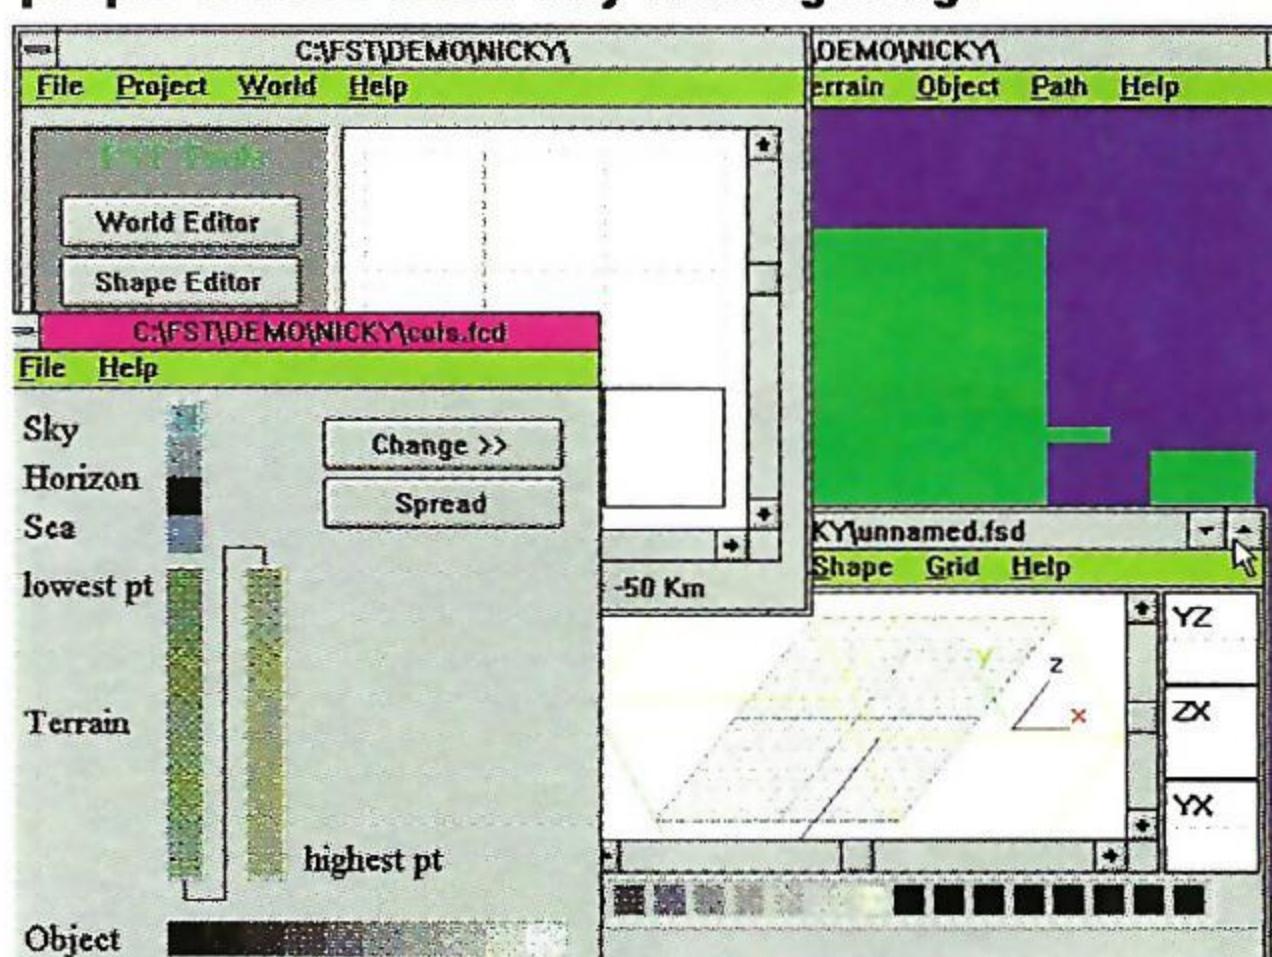 C:\FST\DEMO\NICKY\
File Project World Help
FST Tools
World Editor
Shape Editor
\DEMO\NICKY\
errain Object Path Help
C:\FST\DEMO\NICKY\cols.fcd
File Help
Sky
Horizon
Sea
lowest pt
Terrain
highest pt
Object
Change >>
Spread
-50 Km
KY\unnamed.fsd
Shape Grid Help
Y
Z
X
YZ
ZX
YX